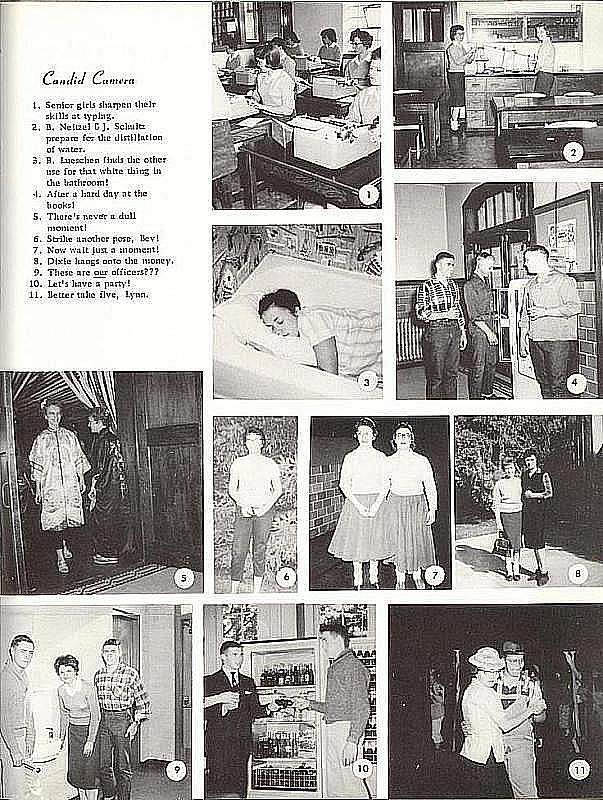 Candid Camera
1. Senior girls sharpen their
skills at typing.
2. B. Neitzel & J. Schultz
prepare for the distillation
of water.
3. B. Lueschen finds the other
use for that white thing in
the bathroom!
4. After a hard day at the
books!
5. There's never a dull
moment!
6. Strike another pose, Bev!
7. Now wait just a moment!
8. Dixie hangs onto the money.
9. These are our officers???
10. Let's have a party!
11. Better take five, Lynn.
1
2
3
4
5
6
7
8
9
10
11